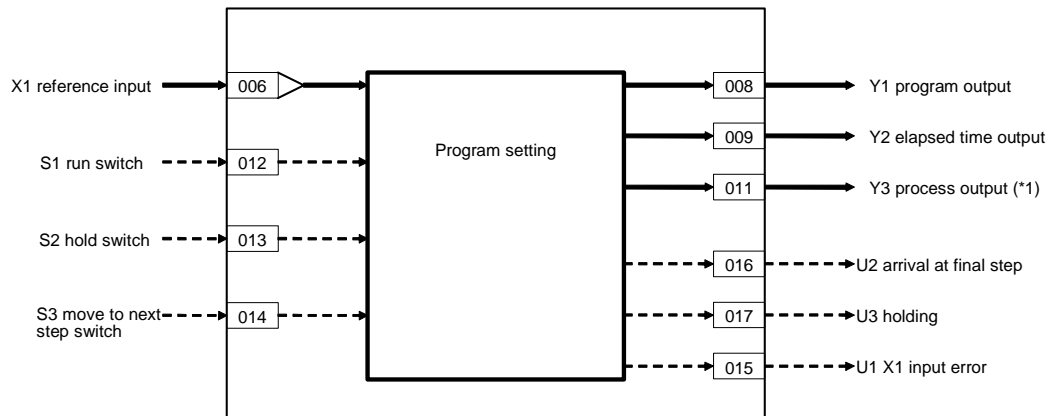 X1 reference input
006
008
Y1 program output
009
Y2 elapsed time output
S1 run switch
012
Program setting
011
Y3 process output (*1)
S2 hold switch
013
016
U2 arrival at final step
S3 move to next
step switch
014
017
U3 holding
015
U1 X1 input error